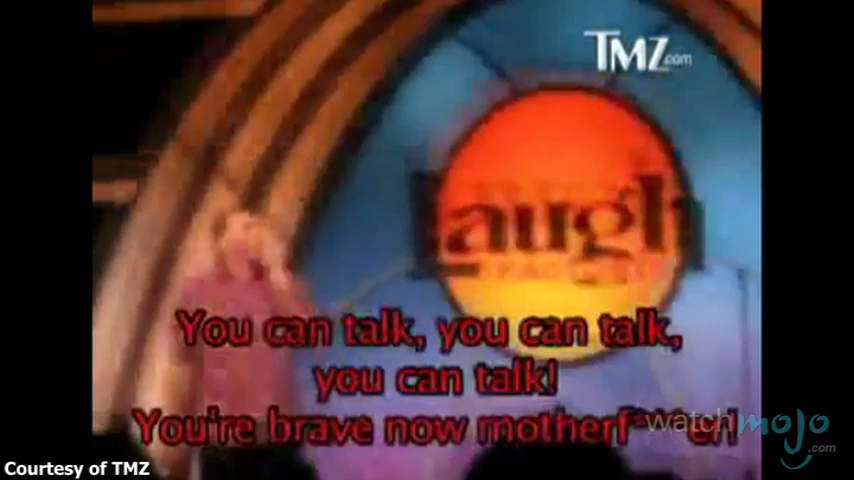 TMZ.com
Laugh
You can talk, you can talk,
you can talk!
You're brave now motherf***er!
watchmojo
.com
Courtesy of TMZ